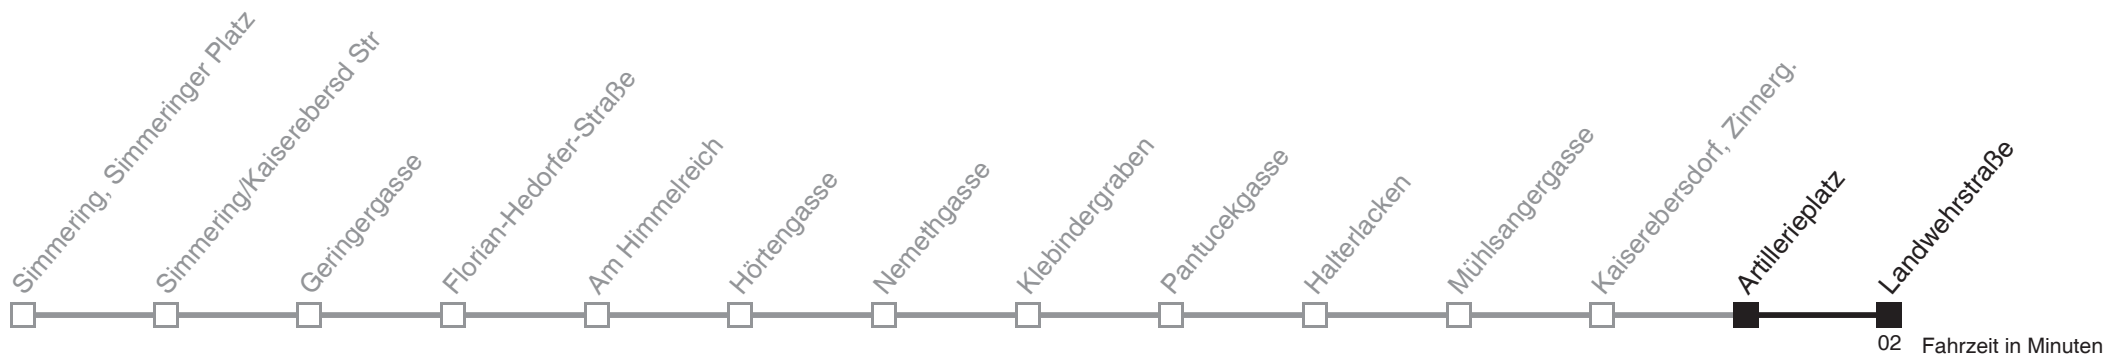 Simmering, Simmeringer Platz
Simmering/Kaiserebersd Str
Geringergasse
Florian-Hedorfer-Straße
Am Himmelreich
Hörtengasse
Nemethgasse
Klebindergraben
Pantucekgasse
Halterlacken
Mühlsangergasse
Kaiserebersdorf, Zinnerg.
Artillerieplatz
Landwehrstraße
02 Fahrzeit in Minuten